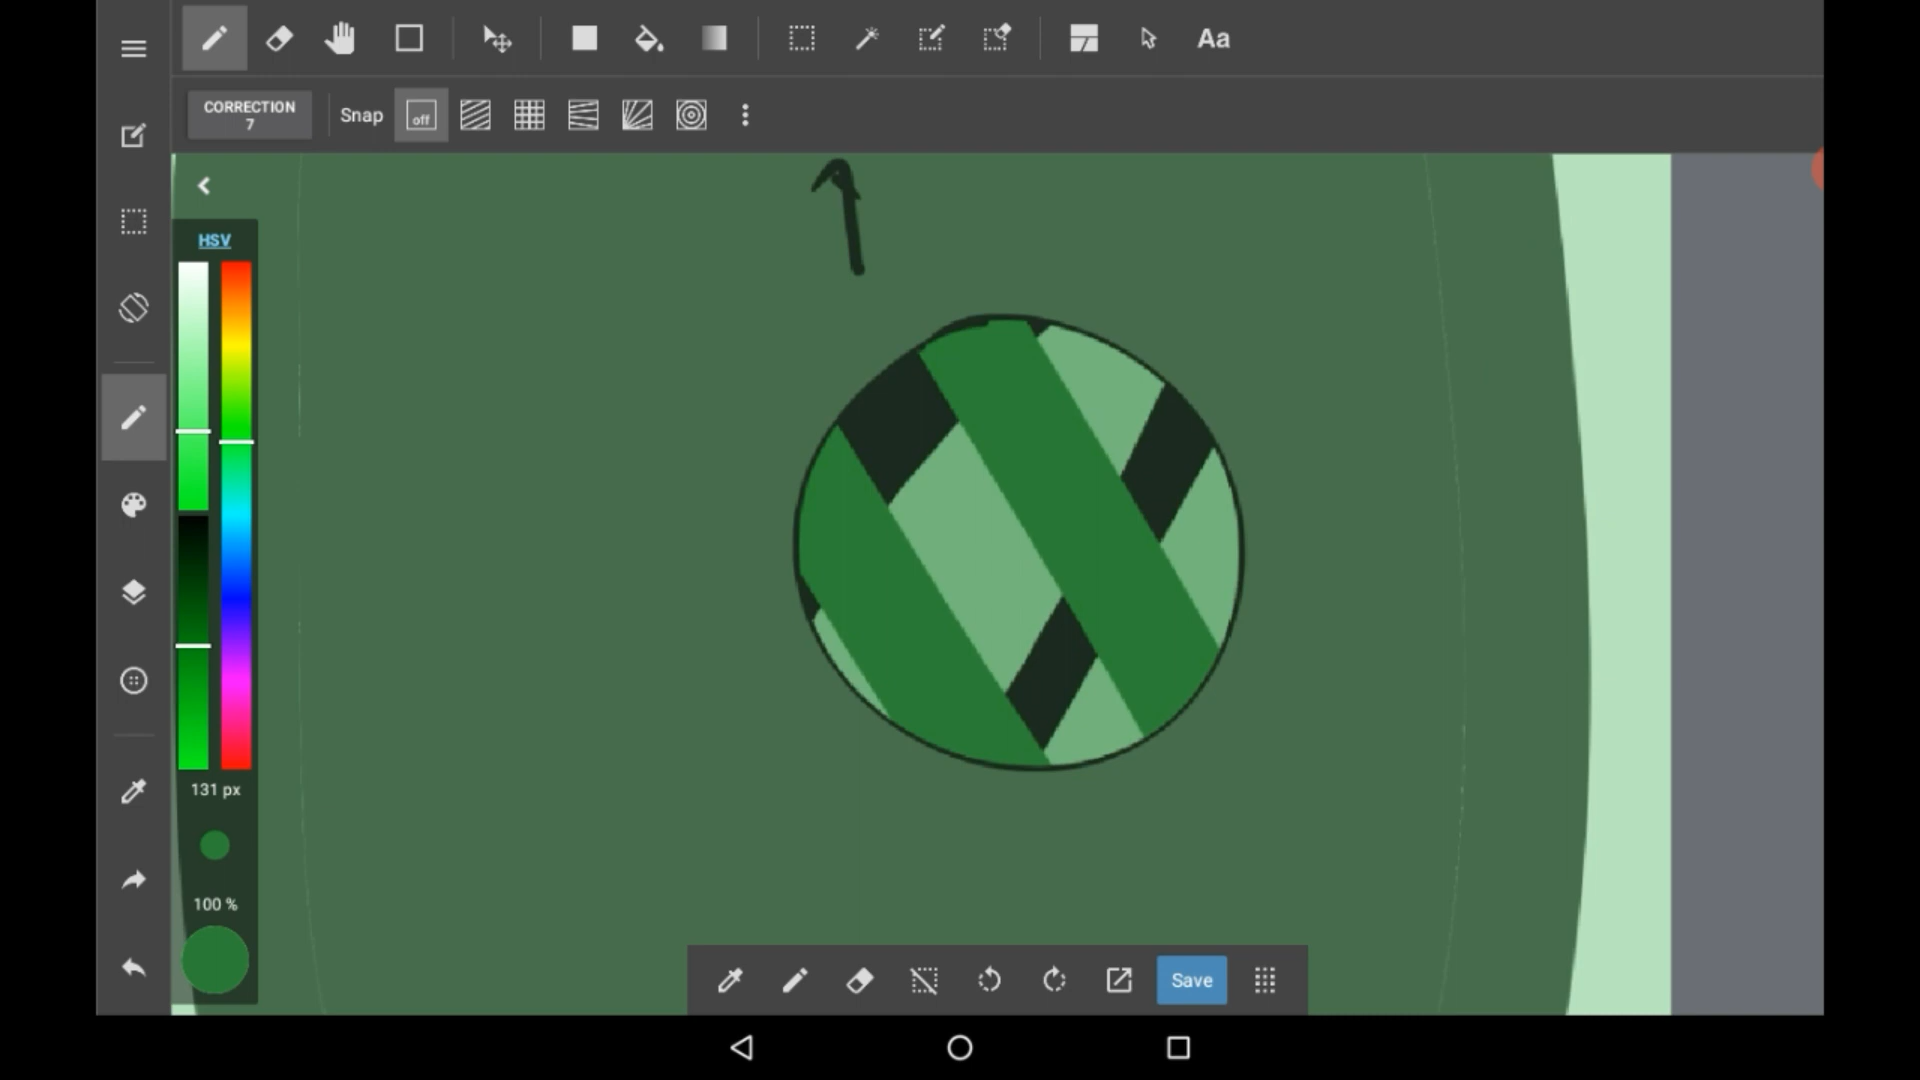 Aa
CORRECTION
7
Snap
off
HSV
131 px
100 %
Save